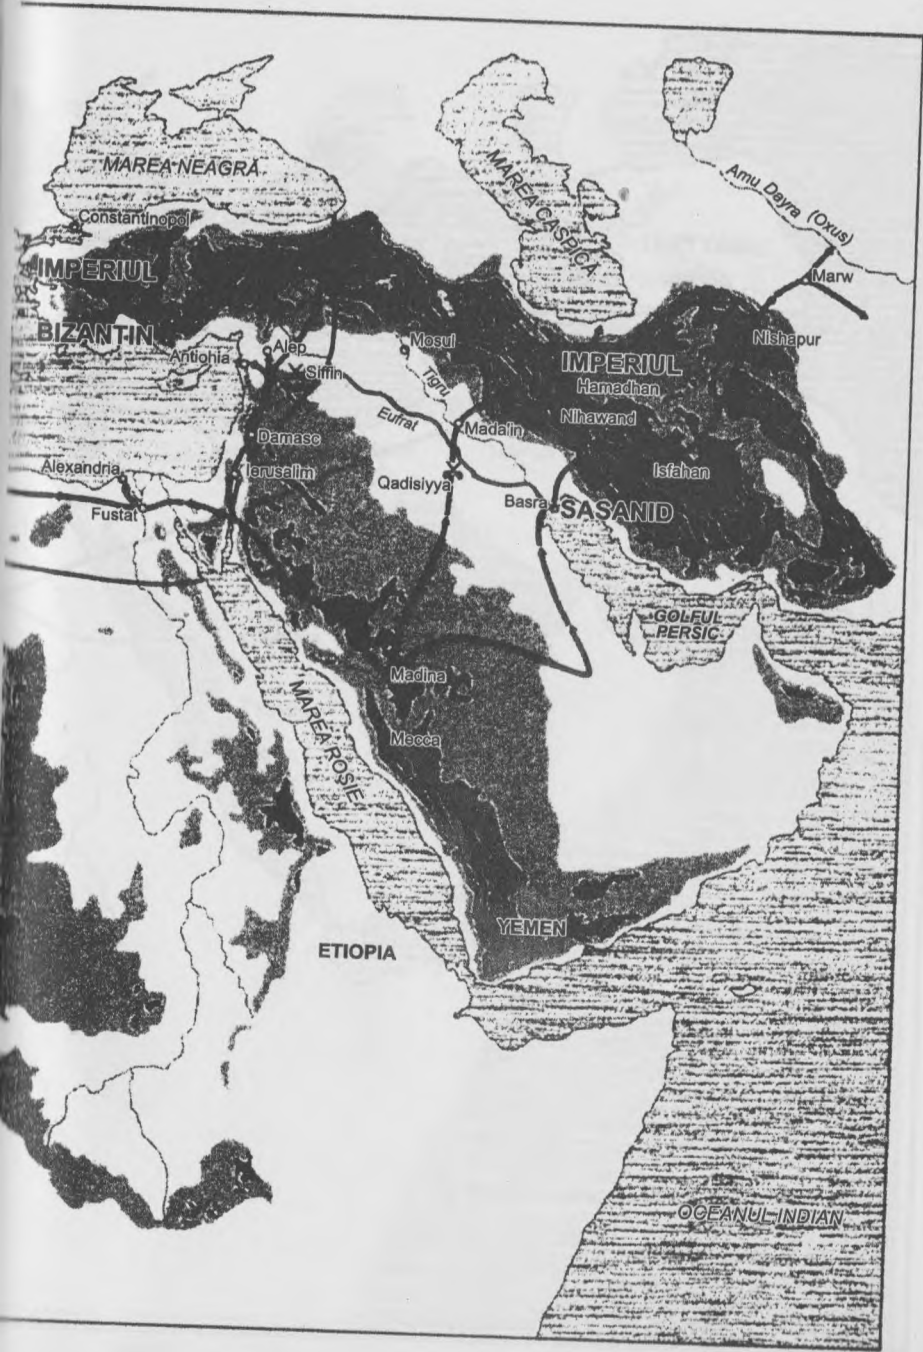 MAREA NEAGRĂ
MAREA CASPICĂ
Amu Dayra (Oxus)
Constantinopol
IMPERIUL
BIZANTIN
Marw
Nishapur
Mosul
Alep
Antiohia
Siffin
Tigru
IMPERIUL
Hamadhan
Nihawand
Eufrat
Mada'in
Damasc
Alexandria
Ierusalim
Isfahan
Qadisiyya
Basra
SASANID
Fustat
GOLFUL
PERSIC
Madina
MAREA ROȘIE
Mecca
YEMEN
ETIOPIA
OCEANUL INDIAN